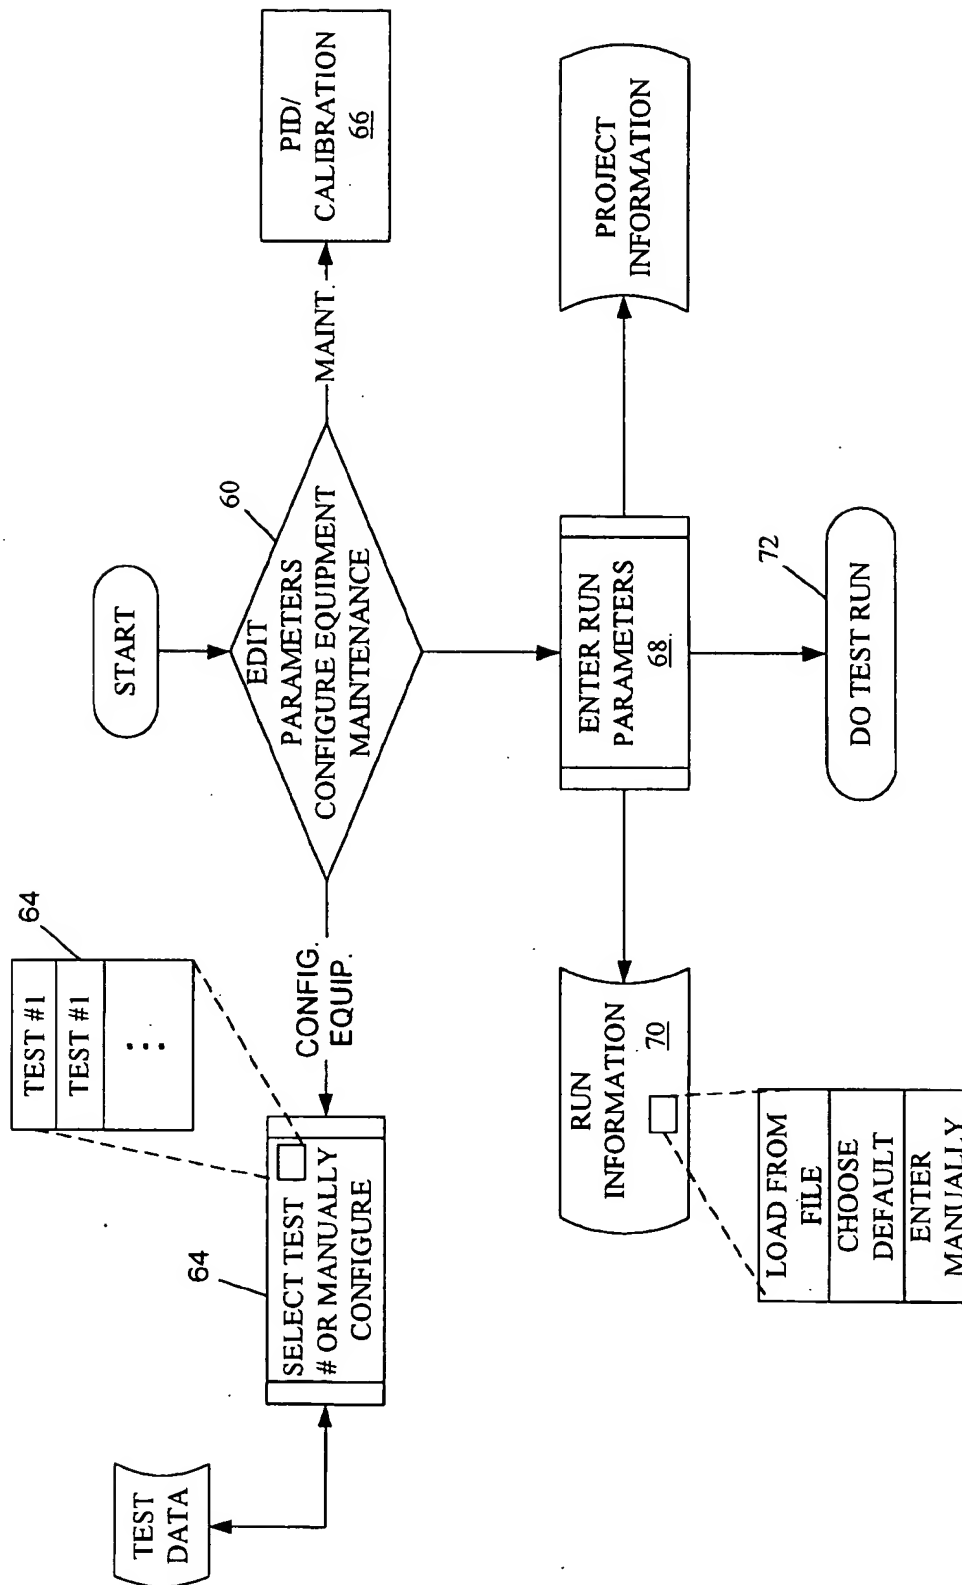 START
60
EDIT
PARAMETERS
CONFIGURE EQUIPMENT
MAINTENANCE
MAINT.
PID/
CALIBRATION
66
CONFIG.
EQUIP.
64
TEST #1
TEST #1
⋮
64
SELECT TEST
# OR MANUALLY
CONFIGURE
TEST
DATA
ENTER RUN
PARAMETERS
68
PROJECT
INFORMATION
RUN
INFORMATION
70
LOAD FROM
FILE
CHOOSE
DEFAULT
ENTER
MANUALLY
72
DO TEST RUN